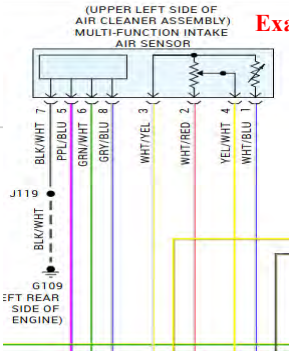 (UPPER LEFT SIDE OF
AIR CLEANER ASSEMBLY)
MULTI-FUNCTION INTAKE
AIR SENSOR
Exa
7
5
6
8
3
2
4
1
BLK/WHT
PPL/BLU
GRN/WHT
GRY/BLU
WHT/YEL
WHT/RED
YEL/WHT
WHT/BLU
J119
BLK/WHT
G109
EFT REAR
SIDE OF
ENGINE)